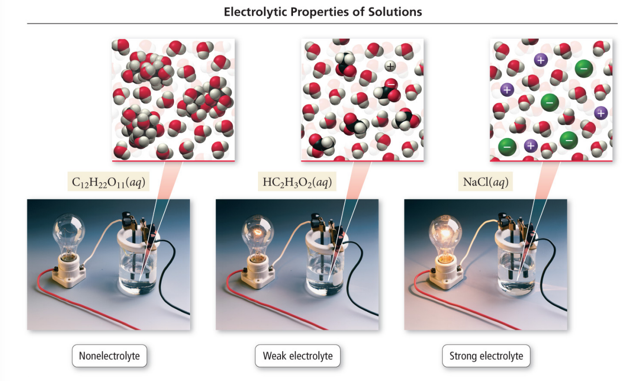 Electrolytic Properties of Solutions
C₁₂H₂₂O₁₁(aq)
HC₂H₃O₂(aq)
NaCl(aq)
Nonelectrolyte
Weak electrolyte
Strong electrolyte